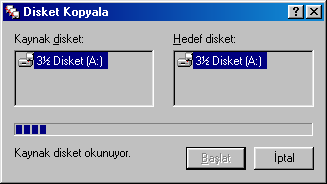 Disket Kopyala
Kaynak disket:
Hedef disket:
3½ Disket (A:)
3½ Disket (A:)
Kaynak disket okunuyor.
Başlat
İptal